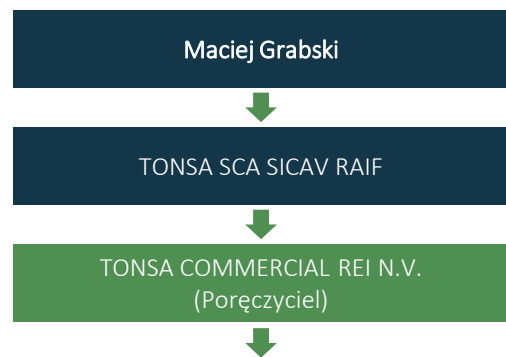 Maciej Grabski
TONSA SCA SICAV RAIF
TONSA COMMERCIAL REI N.V.
(Poręczyciel)